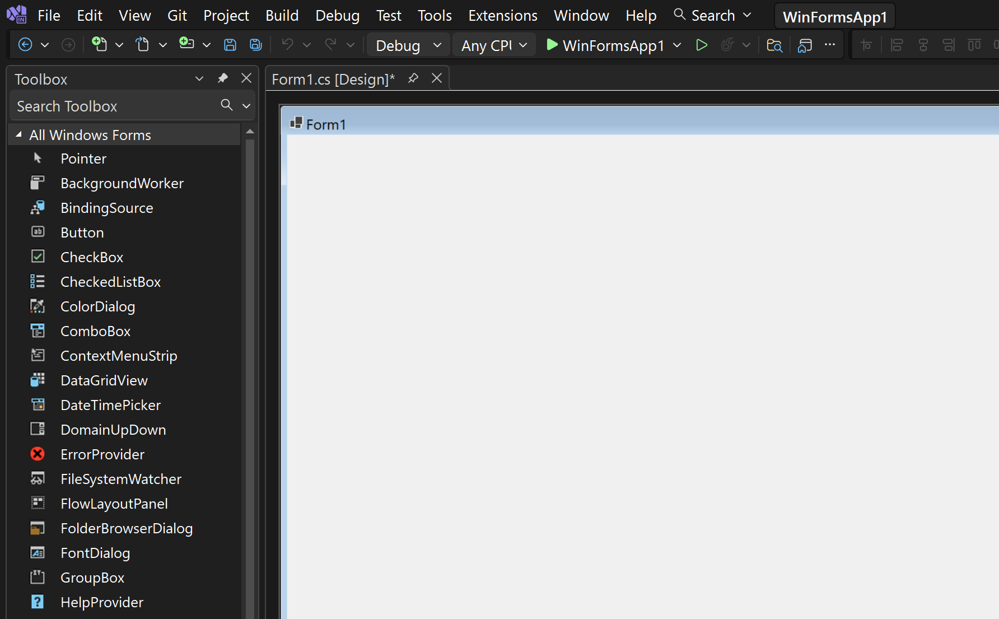 File Edit View Git Project Build Debug Test Tools Extensions Window Help Search WinFormsApp1
Debug Any CPU WinFormsApp1
Toolbox
Form1.cs [Design]*
Search Toolbox
Form1
All Windows Forms
Pointer
BackgroundWorker
BindingSource
Button
CheckBox
CheckedListBox
ColorDialog
ComboBox
ContextMenuStrip
DataGridView
DateTimePicker
DomainUpDown
ErrorProvider
FileSystemWatcher
FlowLayoutPanel
FolderBrowserDialog
FontDialog
GroupBox
HelpProvider